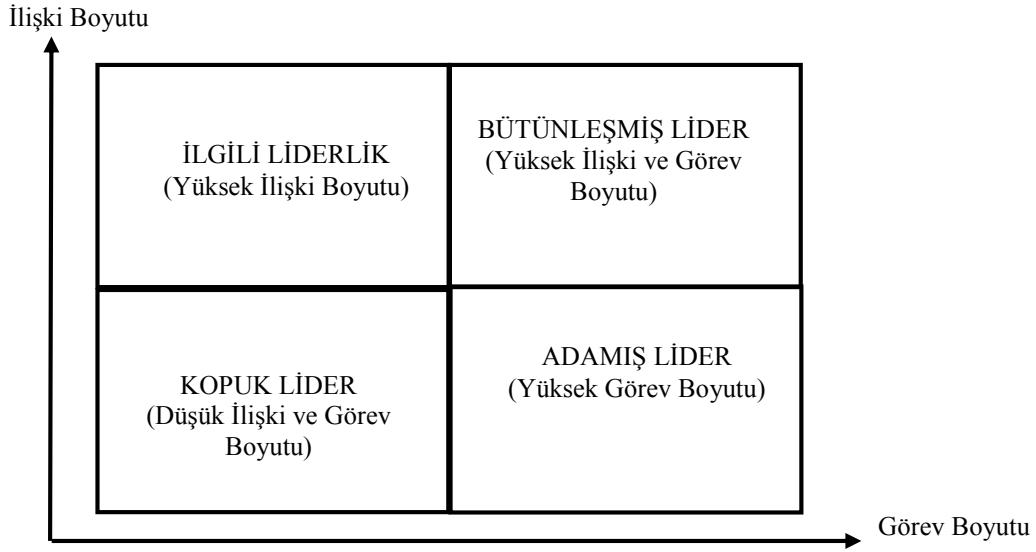 İlişki Boyutu
İLGİLİ LİDERLİK
(Yüksek İlişki Boyutu)
BÜTÜNLEŞMİŞ LİDER
(Yüksek İlişki ve Görev
Boyutu)
KOPUK LİDER
(Düşük İlişki ve Görev
Boyutu)
ADAMIŞ LİDER
(Yüksek Görev Boyutu)
Görev Boyutu